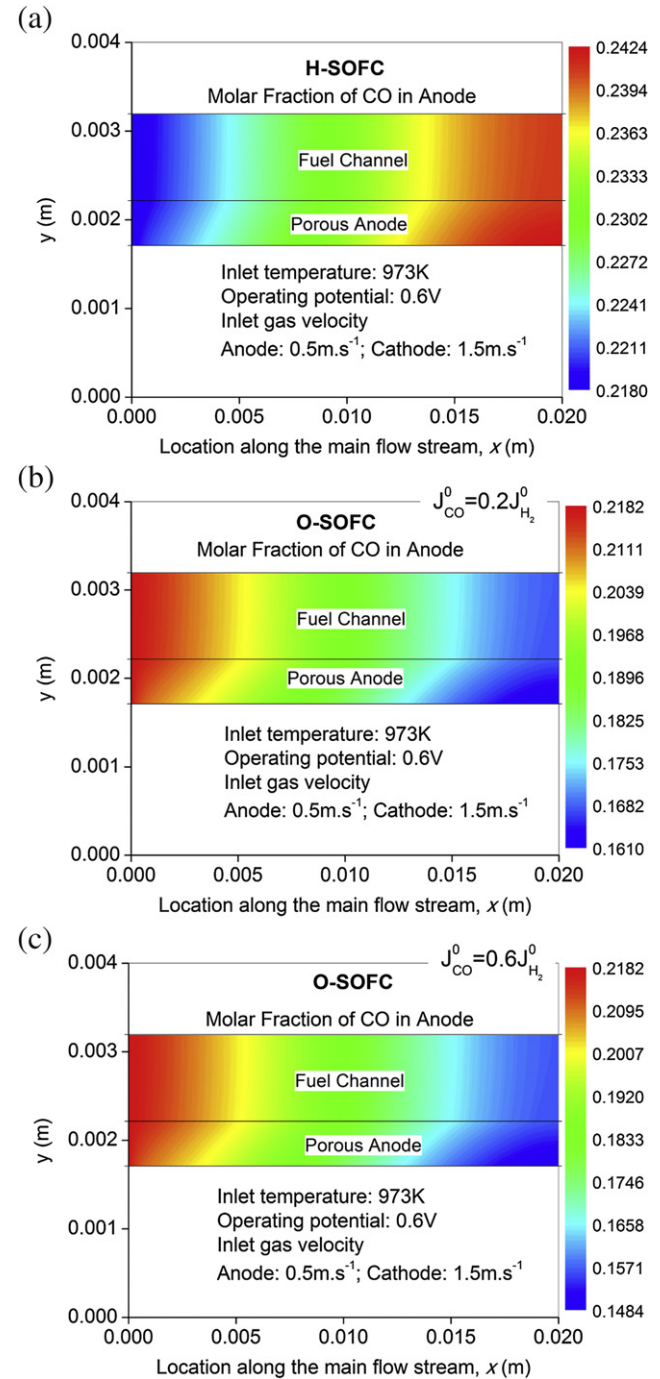 (a)
H-SOFC
Molar Fraction of CO in Anode
Fuel Channel
Porous Anode
Inlet temperature: 973K
Operating potential: 0.6V
Inlet gas velocity
Anode: 0.5m.s⁻¹; Cathode: 1.5m.s⁻¹
y (m)
0.004
0.003
0.002
0.001
0.000
0.000 0.005 0.010 0.015 0.020
Location along the main flow stream, x (m)
0.2424
0.2394
0.2363
0.2333
0.2302
0.2272
0.2241
0.2211
0.2180
(b)
J⁰CO=0.2J⁰H₂
O-SOFC
Molar Fraction of CO in Anode
Fuel Channel
Porous Anode
Inlet temperature: 973K
Operating potential: 0.6V
Inlet gas velocity
Anode: 0.5m.s⁻¹; Cathode: 1.5m.s⁻¹
y (m)
0.004
0.003
0.002
0.001
0.000
0.000 0.005 0.010 0.015 0.020
Location along the main flow stream, x (m)
0.2182
0.2111
0.2039
0.1968
0.1896
0.1825
0.1753
0.1682
0.1610
(c)
J⁰CO=0.6J⁰H₂
O-SOFC
Molar Fraction of CO in Anode
Fuel Channel
Porous Anode
Inlet temperature: 973K
Operating potential: 0.6V
Inlet gas velocity
Anode: 0.5m.s⁻¹; Cathode: 1.5m.s⁻¹
y (m)
0.004
0.003
0.002
0.001
0.000
0.000 0.005 0.010 0.015 0.020
Location along the main flow stream, x (m)
0.2182
0.2095
0.2007
0.1920
0.1833
0.1746
0.1658
0.1571
0.1484